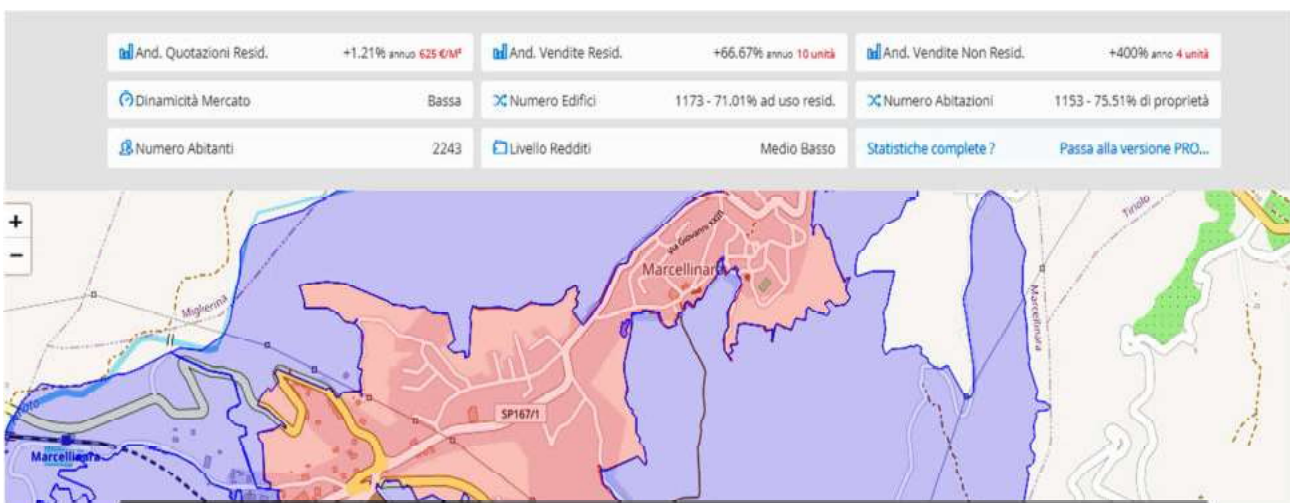 And. Quotazioni Resid. +1.21% annuo 625 €/M²
And. Vendite Resid. +66.67% annuo 10 unità
And. Vendite Non Resid. +400% anno 4 unità
Dinamicità Mercato Bassa
Numero Edifici 1173 - 71.01% ad uso resid.
Numero Abitazioni 1153 - 75.51% di proprietà
Numero Abitanti 2243
Livello Redditi Medio Basso
Statistiche complete ? Passa alla versione PRO...
+
−
Via Giovanni XXIII
Tiriolo
Marcellinara
Miglierina
Marcellinara
SP167/1
Marcellinara